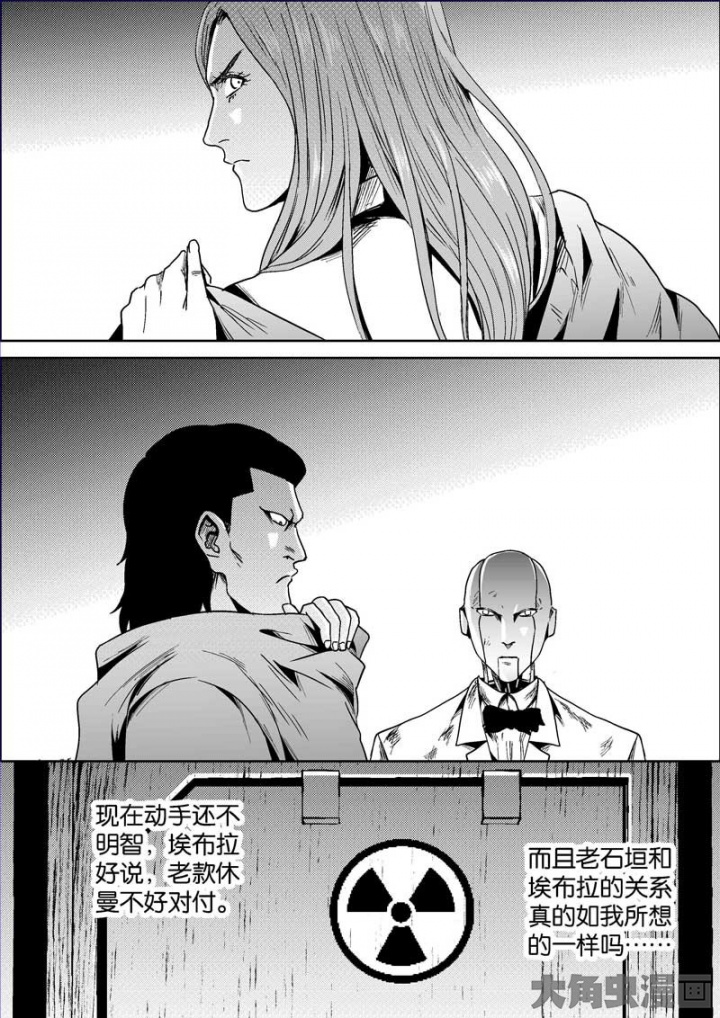 现在动手还不
明智，埃布拉
好说，老款休
曼不好对付。
而且老石垣和
埃布拉的关系
真的如我所想
的一样吗……
大角虫漫画